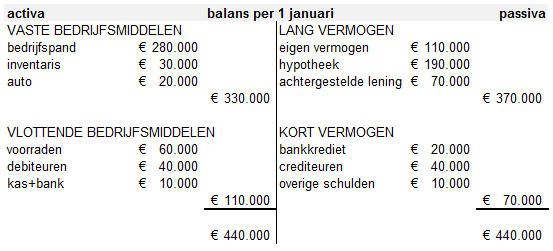 activa balans per 1 januari passiva
VASTE BEDRIJFSMIDDELEN LANG VERMOGEN
bedrijfspand € 280.000 eigen vermogen € 110.000
inventaris € 30.000 hypotheek € 190.000
auto € 20.000 achtergestelde lening € 70.000
€ 330.000 € 370.000
VLOTTENDE BEDRIJFSMIDDELEN KORT VERMOGEN
voorraden € 60.000 bankkrediet € 20.000
debiteuren € 40.000 crediteuren € 40.000
kas+bank € 10.000 overige schulden € 10.000
€ 110.000 € 70.000
€ 440.000 € 440.000